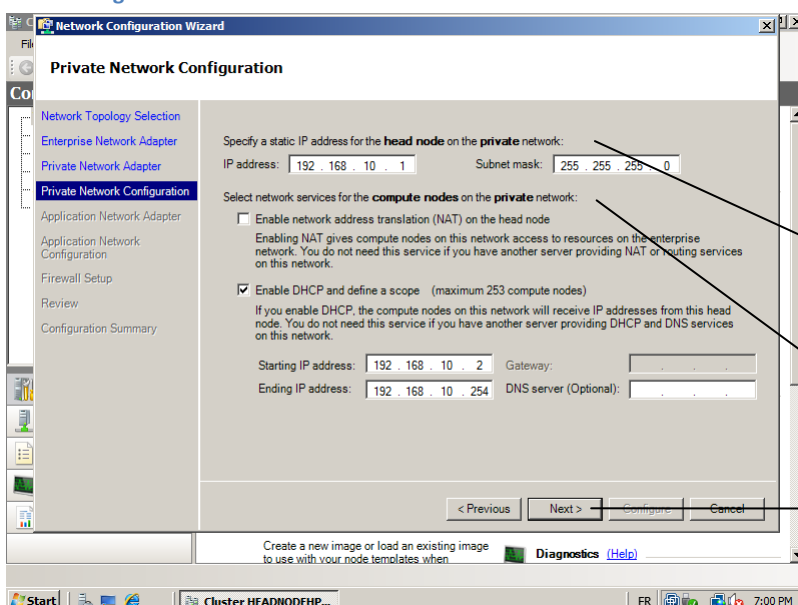 Network Configuration Wizard
Private Network Configuration
Network Topology Selection
Enterprise Network Adapter
Private Network Adapter
Private Network Configuration
Application Network Adapter
Application Network
Configuration
Firewall Setup
Review
Configuration Summary
Specify a static IP address for the head node on the private network:
IP address: 192 . 168 . 10 . 1 Subnet mask: 255 . 255 . 255 . 0
Select network services for the compute nodes on the private network:
Enable network address translation (NAT) on the head node
Enabling NAT gives compute nodes on this network access to resources on the enterprise
network. You do not need this service if you have another server providing NAT or routing services
on this network.
Enable DHCP and define a scope (maximum 253 compute nodes)
If you enable DHCP, the compute nodes on this network will receive IP addresses from this head
node. You do not need this service if you have another server providing DHCP and DNS services
on this network.
Starting IP address: 192 . 168 . 10 . 2 Gateway: . . .
Ending IP address: 192 . 168 . 10 . 254 DNS server (Optional): . . .
< Previous Next > Configure Cancel
Create a new image or load an existing image
to use with your node templates when
Diagnostics (Help)
Start Cluster HEADNODEHP... FR 7:00 PM